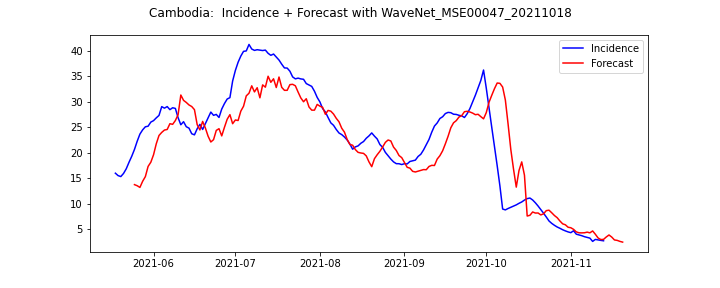 Cambodia:  Incidence + Forecast with WaveNet_MSE00047_20211018
Incidence
Forecast
40
35
30
25
20
15
10
5
2021-06 2021-07 2021-08 2021-09 2021-10 2021-11